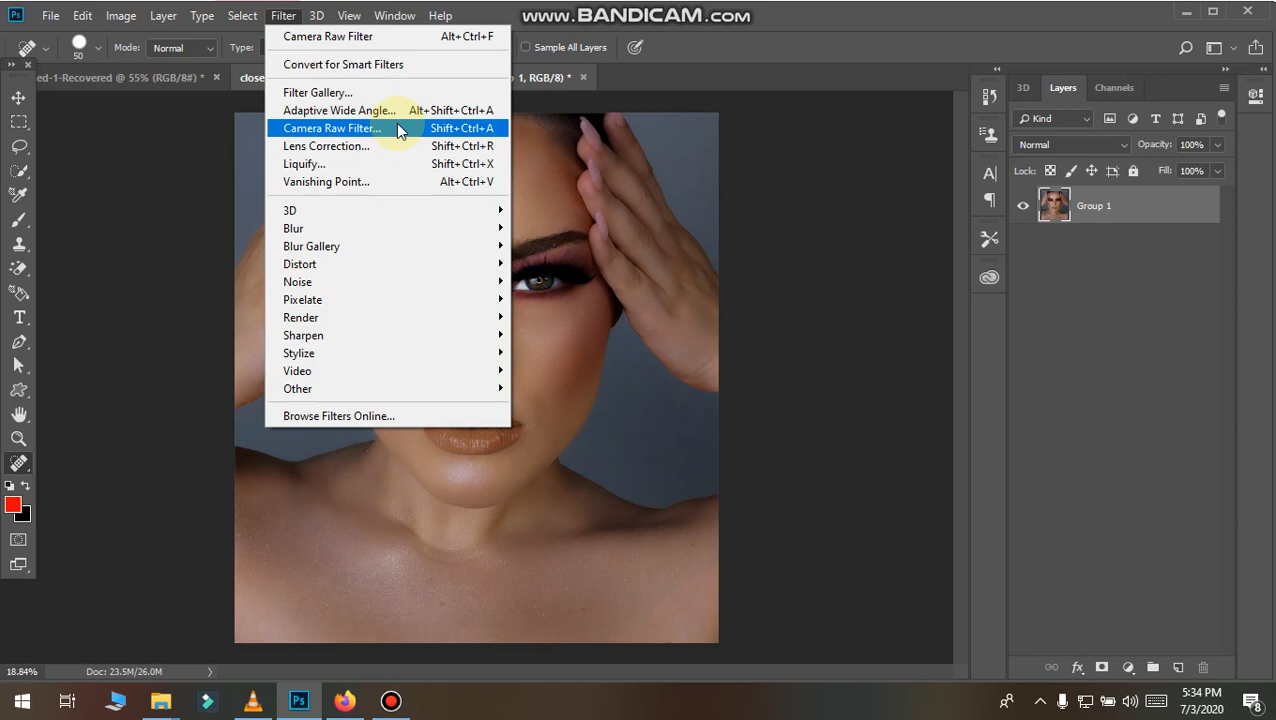 Ps File Edit Image Layer Type Select Filter 3D View Window Help
www.BANDICAM.com
50 Mode: Normal Type: Sample All Layers
ed-1-Recovered @ 55% (RGB/8#) * × close 1, RGB/8) * ×
Camera Raw Filter Alt+Ctrl+F
Convert for Smart Filters
Filter Gallery...
Adaptive Wide Angle... Alt+Shift+Ctrl+A
Camera Raw Filter... Shift+Ctrl+A
Lens Correction... Shift+Ctrl+R
Liquify... Shift+Ctrl+X
Vanishing Point... Alt+Ctrl+V
3D
Blur
Blur Gallery
Distort
Noise
Pixelate
Render
Sharpen
Stylize
Video
Other
Browse Filters Online...
3D Layers Channels
Kind
Normal Opacity: 100%
Lock: Fill: 100%
Group 1
18.84% Doc: 23.5M/26.0M
Ps
5:34 PM
7/3/2020
8